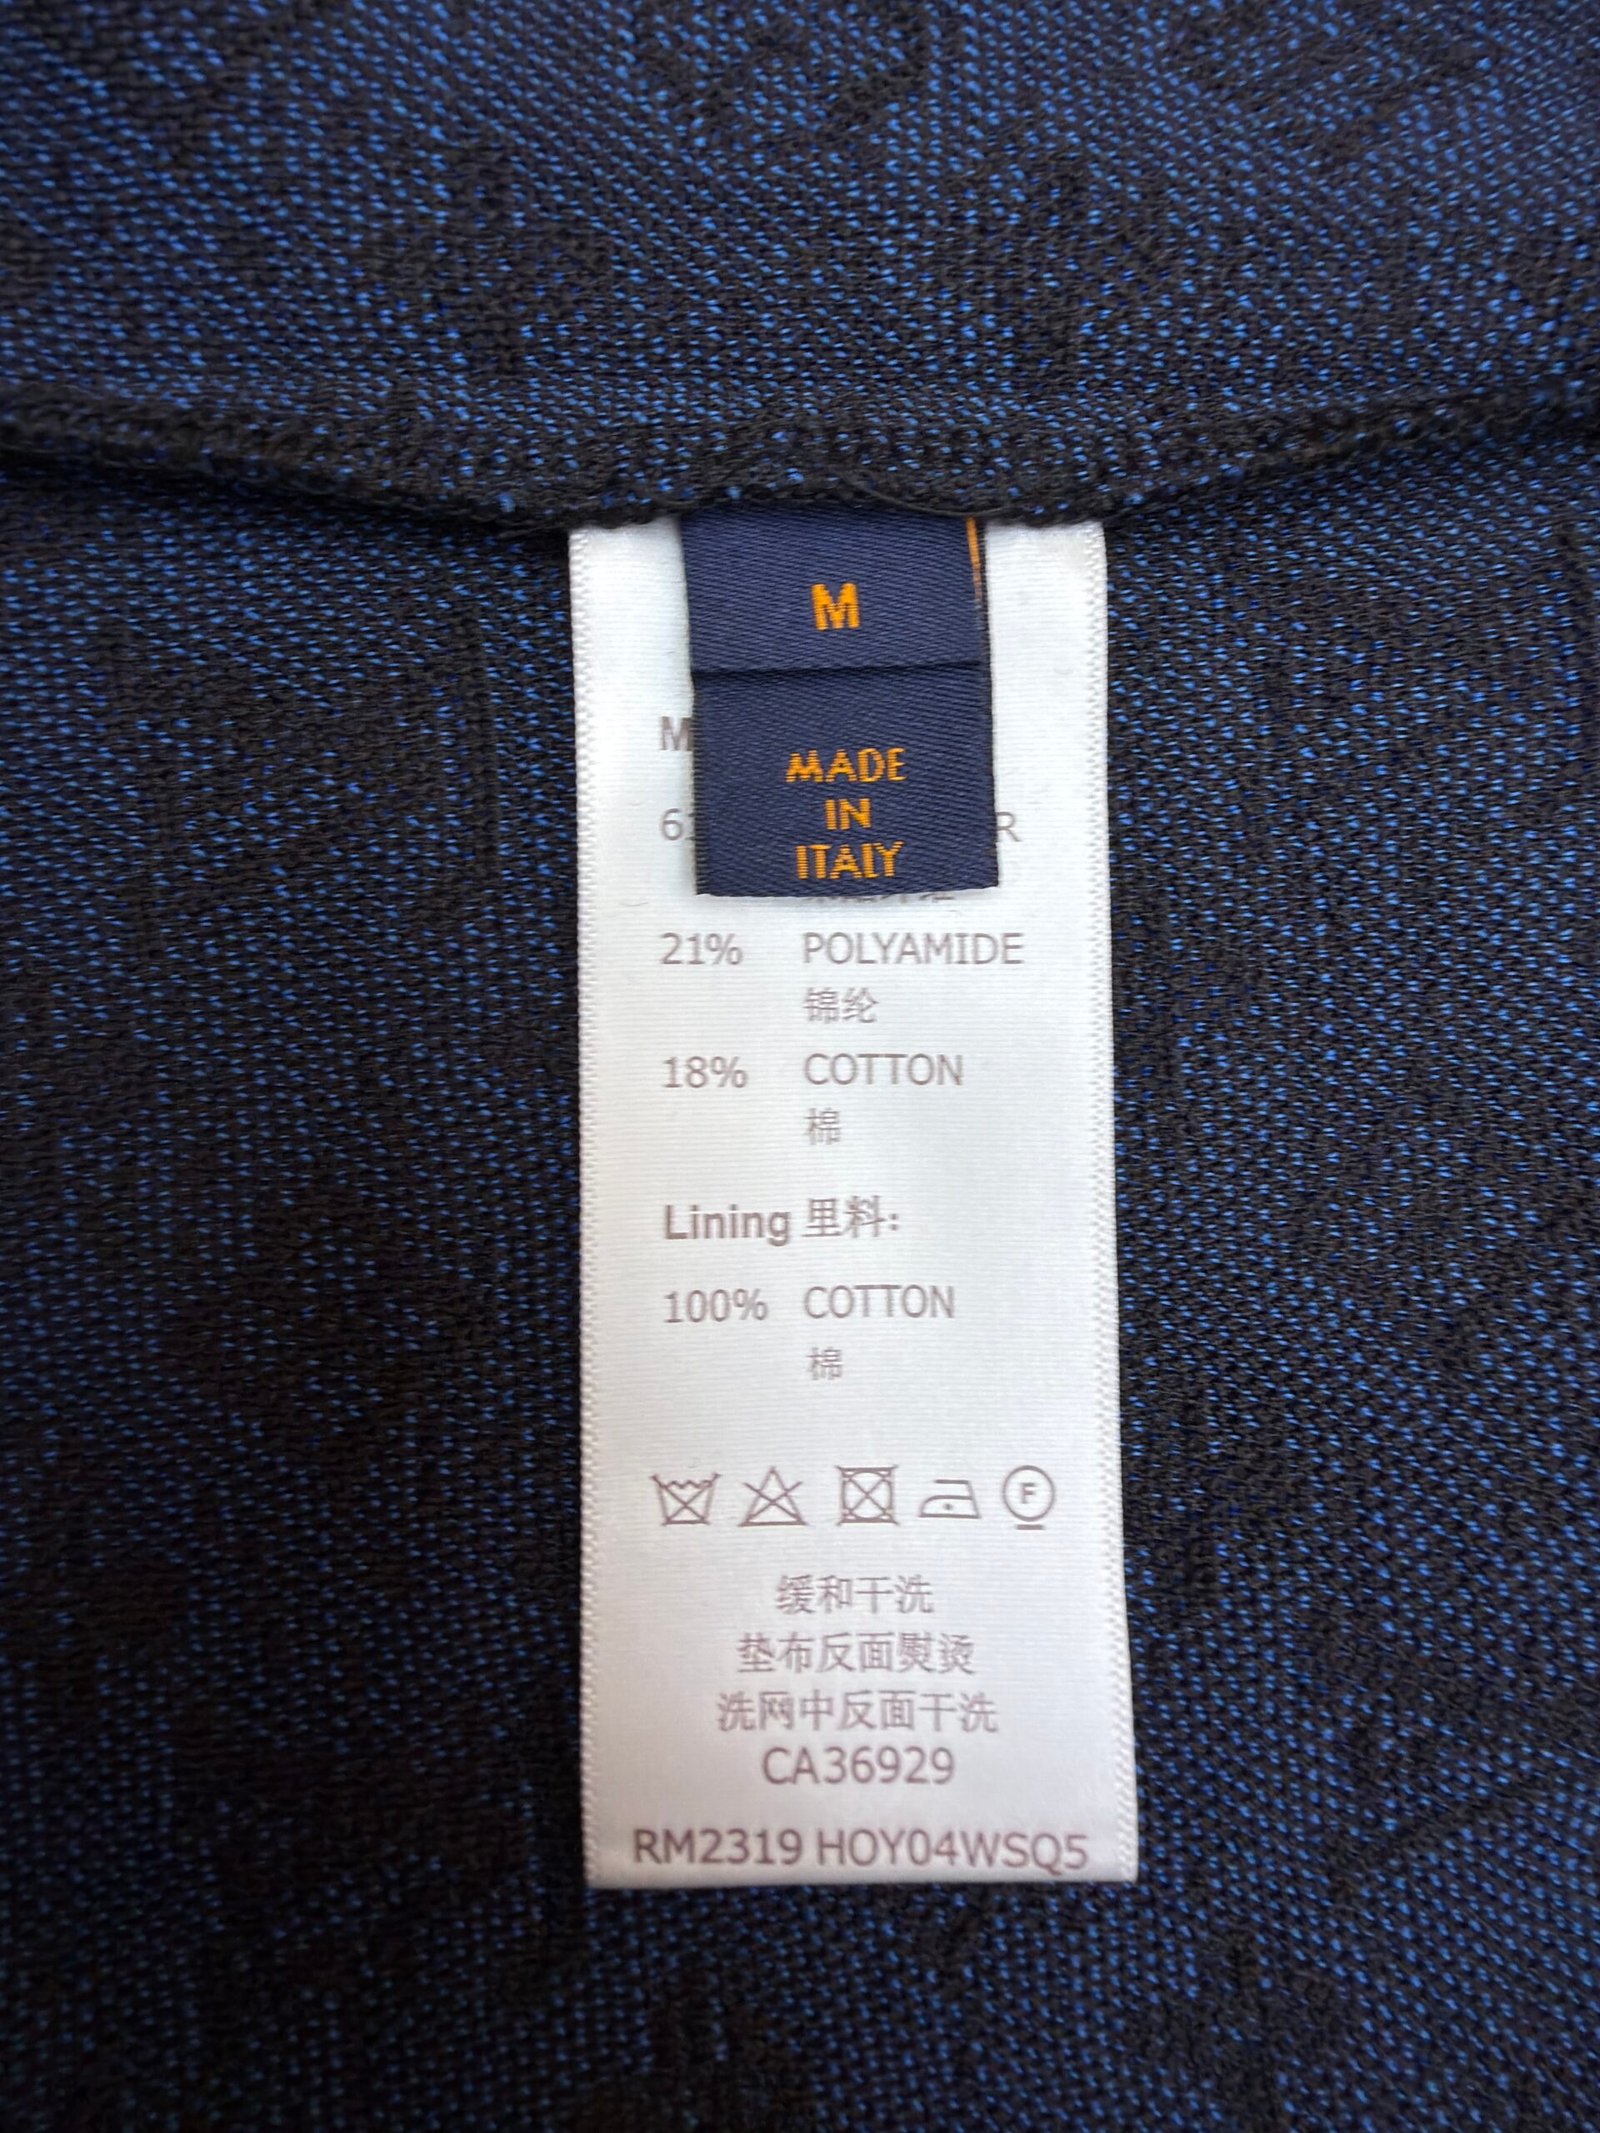 M
MADE
IN
ITALY
21% POLYAMIDE
锦纶
18% COTTON
棉
Lining 里料:
100% COTTON
棉
F
缓和干洗
垫布反面熨烫
洗网中反面干洗
CA36929
RM2319 HOY04WSQ5